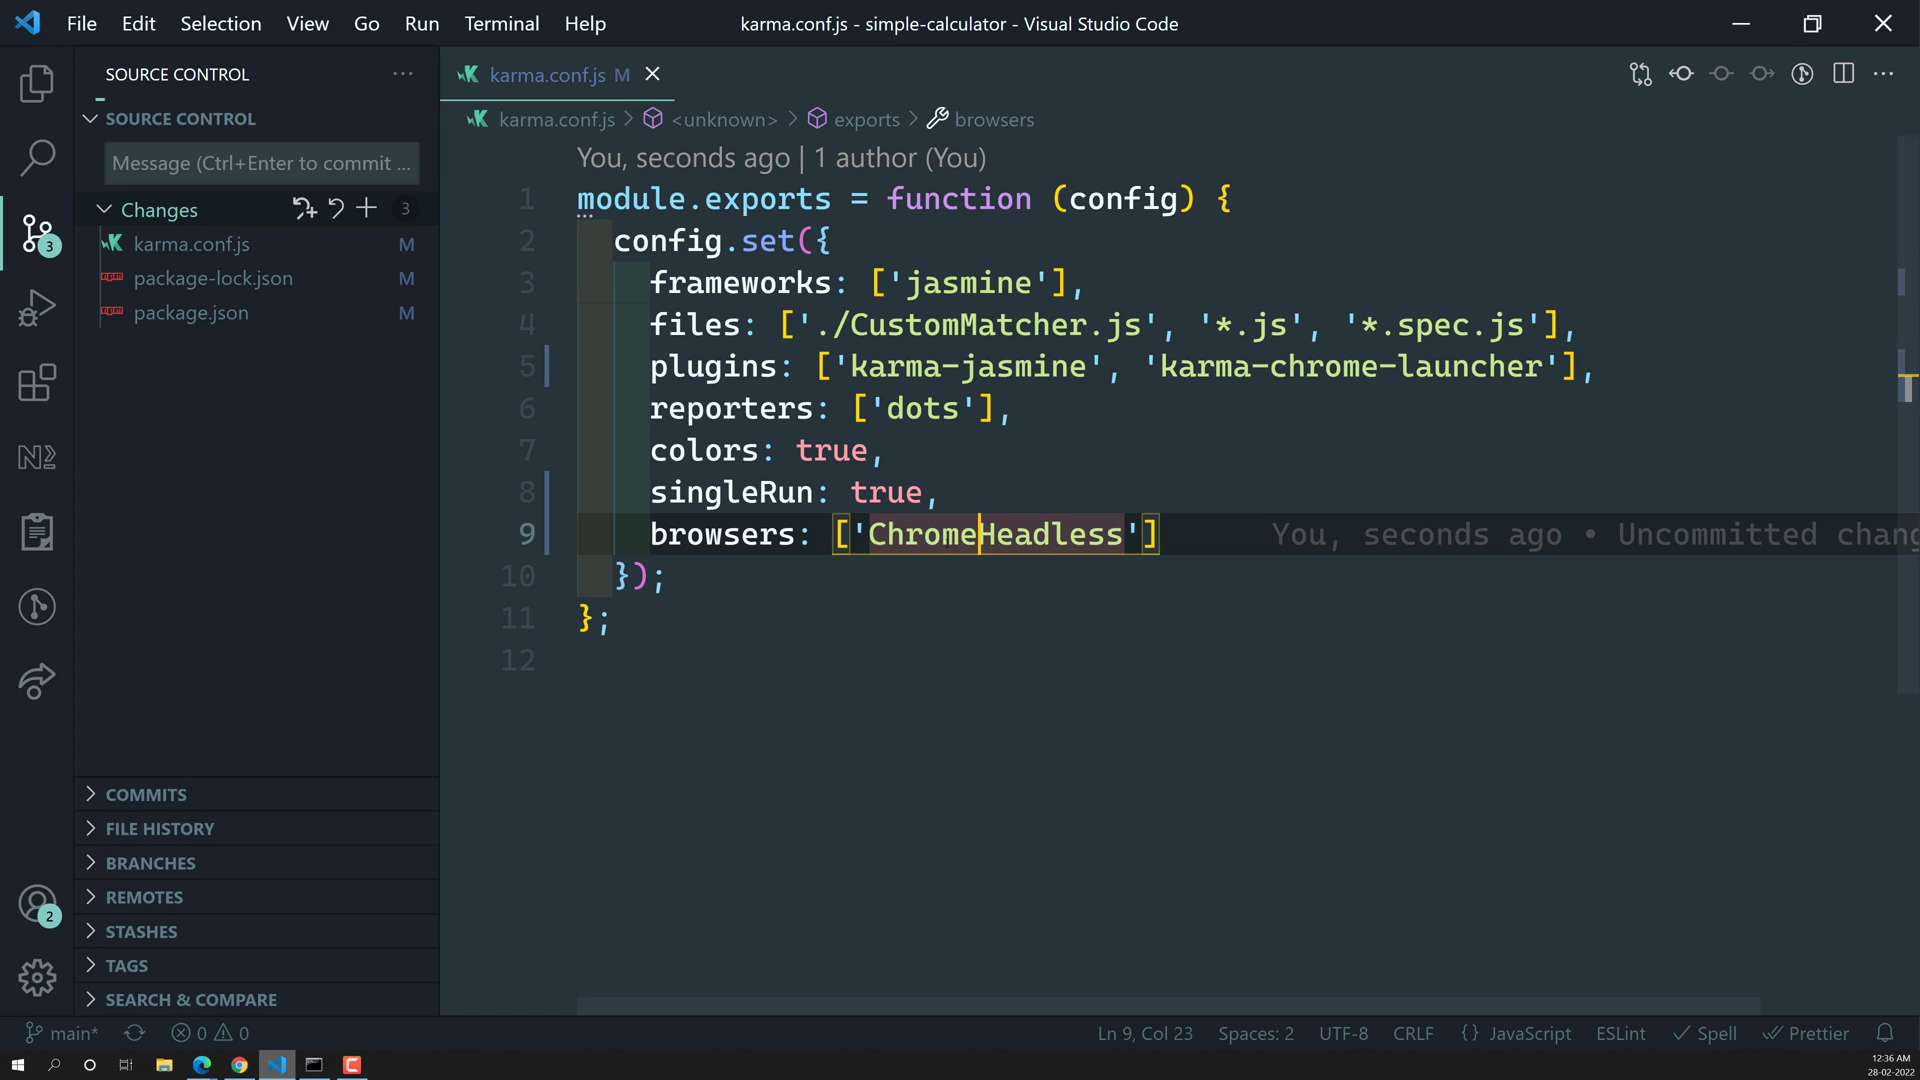 File Edit Selection View Go Run Terminal Help
karma.conf.js - simple-calculator - Visual Studio Code
SOURCE CONTROL
SOURCE CONTROL
Message (Ctrl+Enter to commit ...
Changes 3
karma.conf.js M
package-lock.json M
package.json M
3
2
COMMITS
FILE HISTORY
BRANCHES
REMOTES
STASHES
TAGS
SEARCH & COMPARE
karma.conf.js M
karma.conf.js > <unknown> > exports > browsers
You, seconds ago | 1 author (You)
1 module.exports = function (config) {
2 config.set({
3 frameworks: ['jasmine'],
4 files: ['./CustomMatcher.js', '*.js', '*.spec.js'],
5 plugins: ['karma-jasmine', 'karma-chrome-launcher'],
6 reporters: ['dots'],
7 colors: true,
8 singleRun: true,
9 browsers: ['ChromeHeadless'] You, seconds ago • Uncommitted chang
10 });
11 };
12
main* 0 0 Ln 9, Col 23 Spaces: 2 UTF-8 CRLF {} JavaScript ESLint Spell Prettier
12:36 AM
28-02-2022